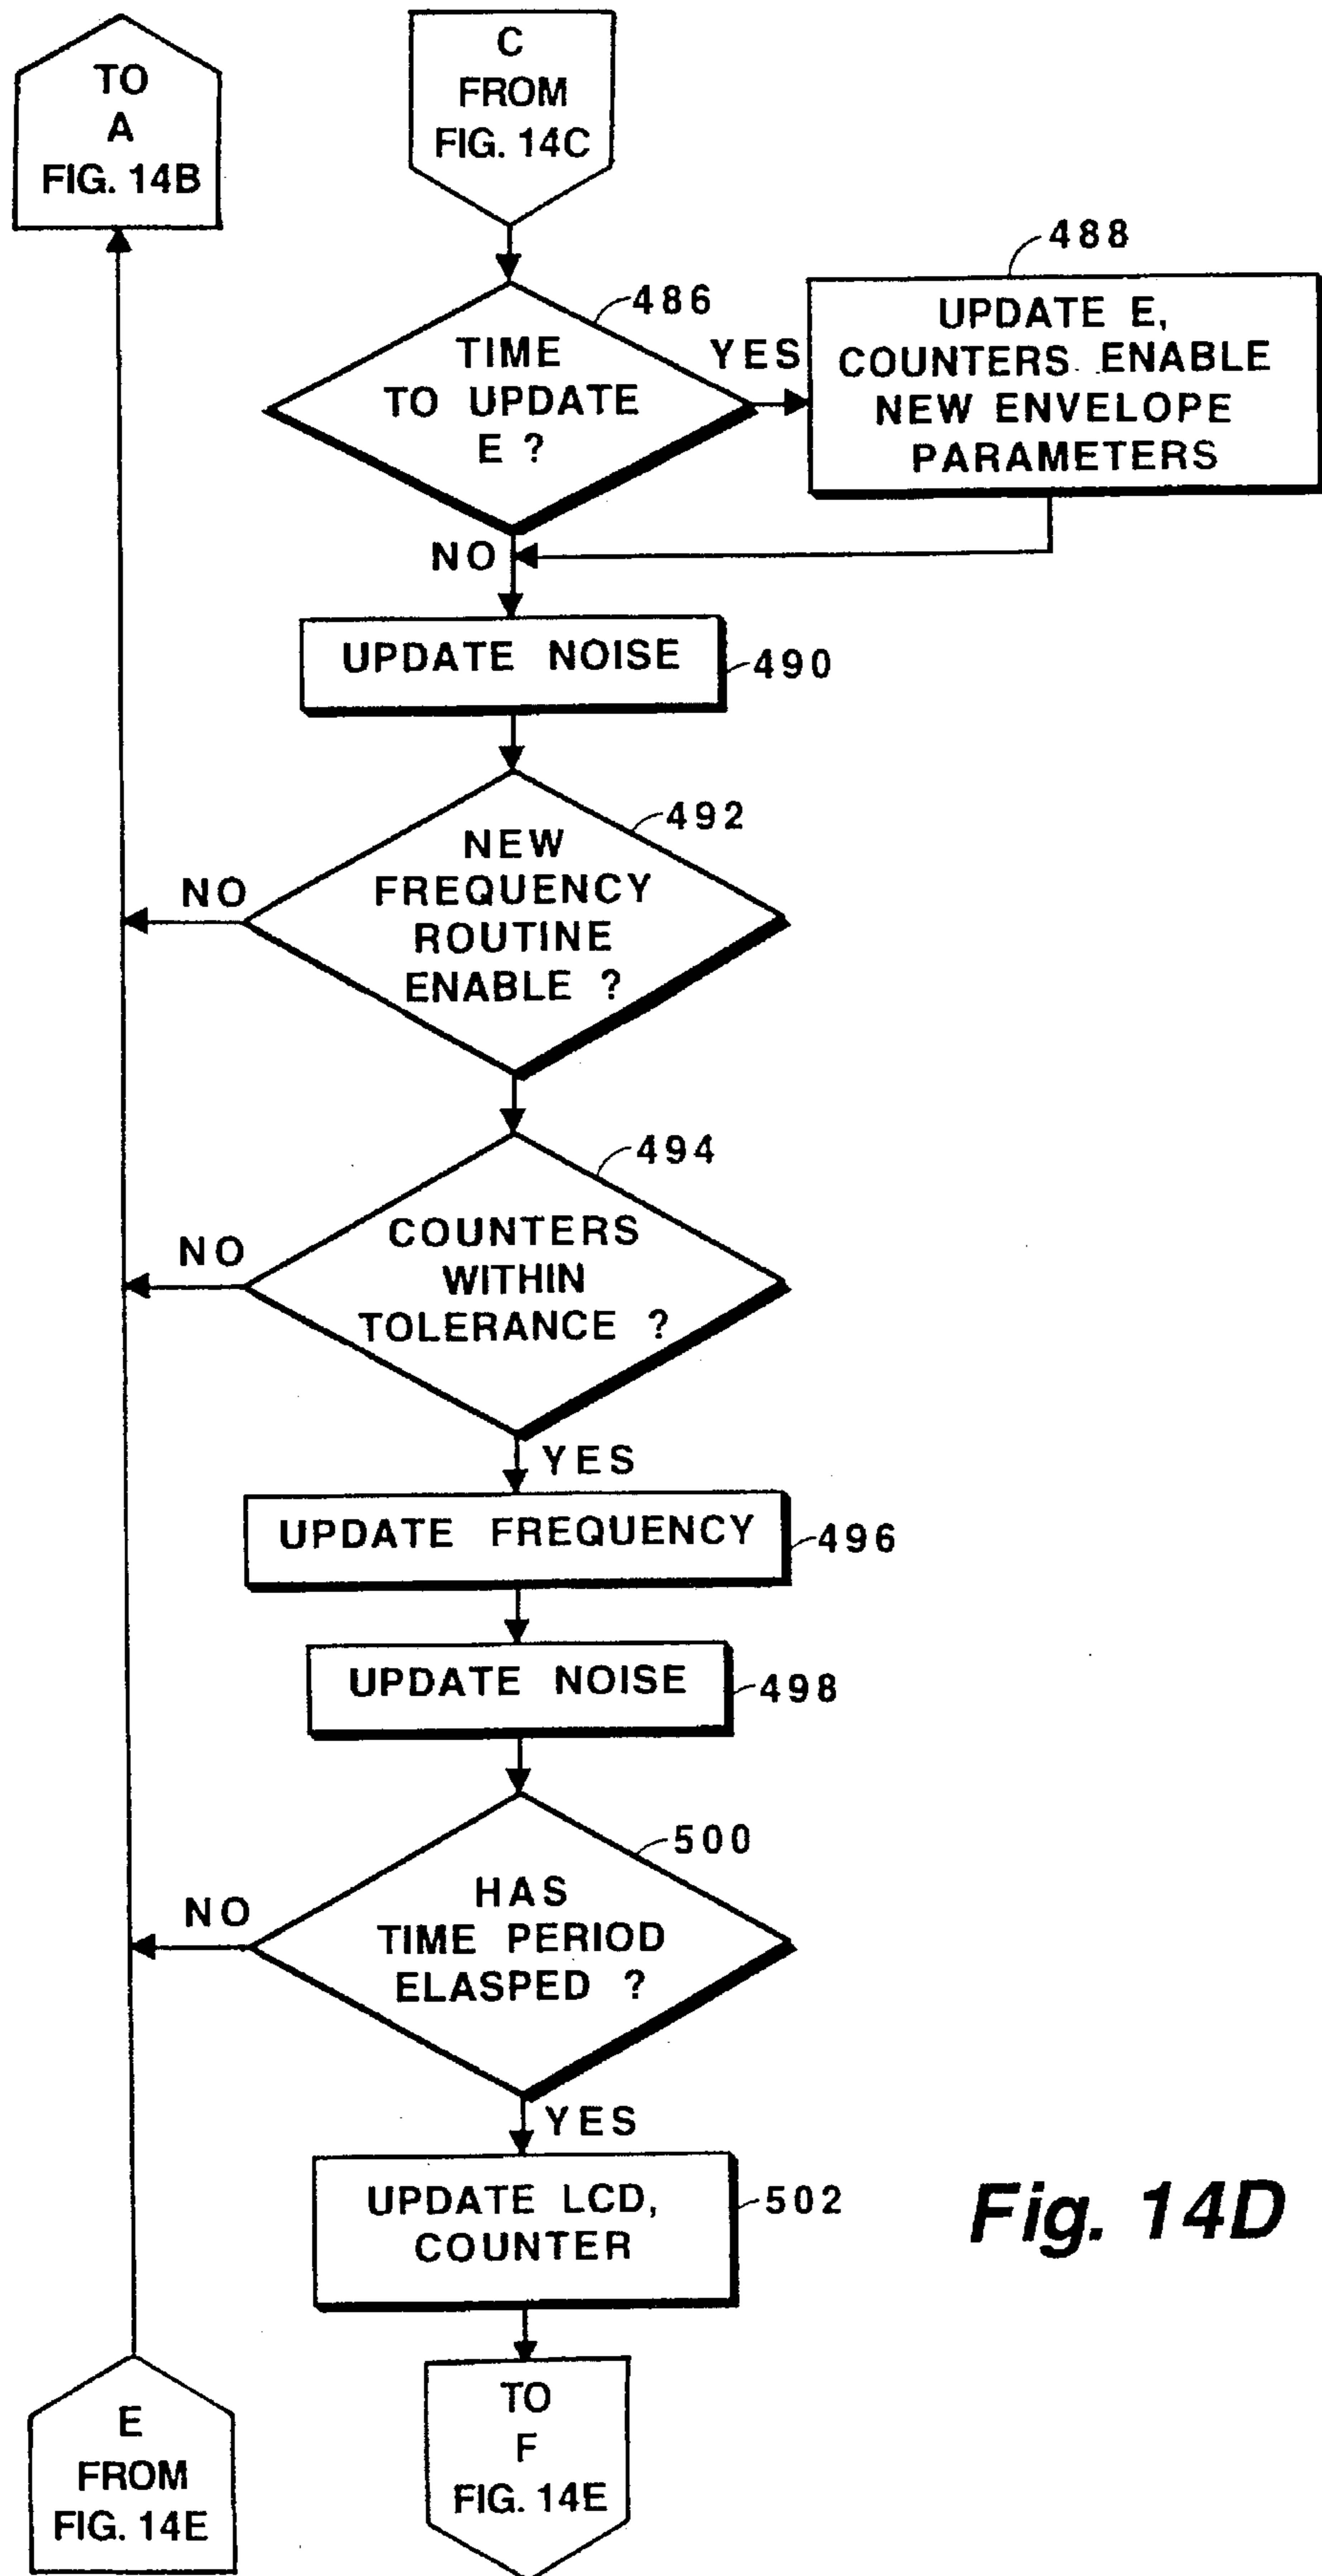 TO
A
FIG. 14B
C
FROM
FIG. 14C
486
TIME
TO UPDATE
E ?
YES
488
UPDATE E,
COUNTERS ENABLE
NEW ENVELOPE
PARAMETERS
NO
UPDATE NOISE
490
492
NEW
FREQUENCY
ROUTINE
ENABLE ?
NO
494
COUNTERS
WITHIN
TOLERANCE ?
NO
YES
UPDATE FREQUENCY
496
UPDATE NOISE
498
500
HAS
TIME PERIOD
ELASPED ?
NO
YES
UPDATE LCD,
COUNTER
502
Fig. 14D
E
FROM
FIG. 14E
TO
F
FIG. 14E